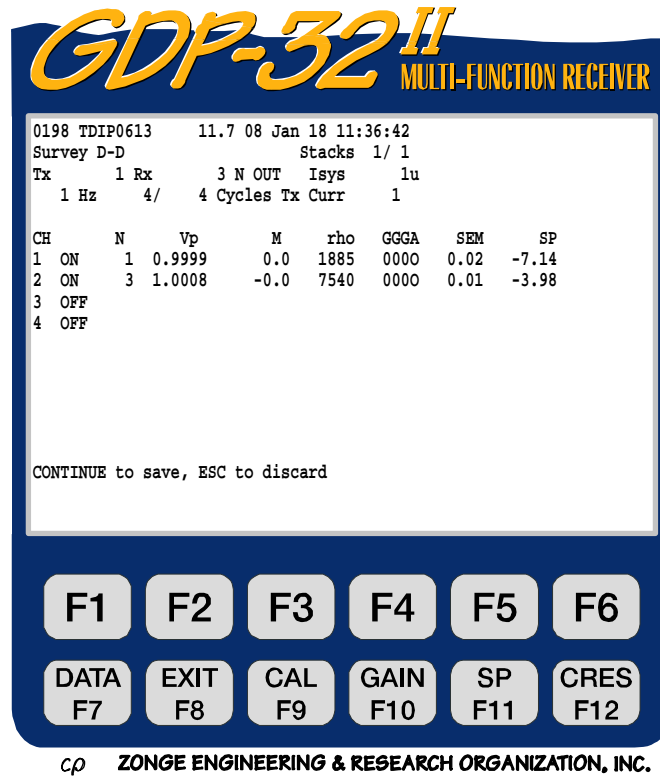 GDP-32 II
MULTI-FUNCTION RECEIVER
0198 TDIP0613 11.7 08 Jan 18 11:36:42
Survey D-D Stacks 1/ 1
Tx 1 Rx 3 N OUT Isys 1u
1 Hz 4/ 4 Cycles Tx Curr 1
CH N Vp M rho GGGA SEM SP
1 ON 1 0.9999 0.0 1885 000O 0.02 -7.14
2 ON 3 1.0008 -0.0 7540 000O 0.01 -3.98
3 OFF
4 OFF
CONTINUE to save, ESC to discard
F1 F2 F3 F4 F5 F6
DATA EXIT CAL GAIN SP CRES
F7 F8 F9 F10 F11 F12
cp ZONGE ENGINEERING & RESEARCH ORGANIZATION, INC.